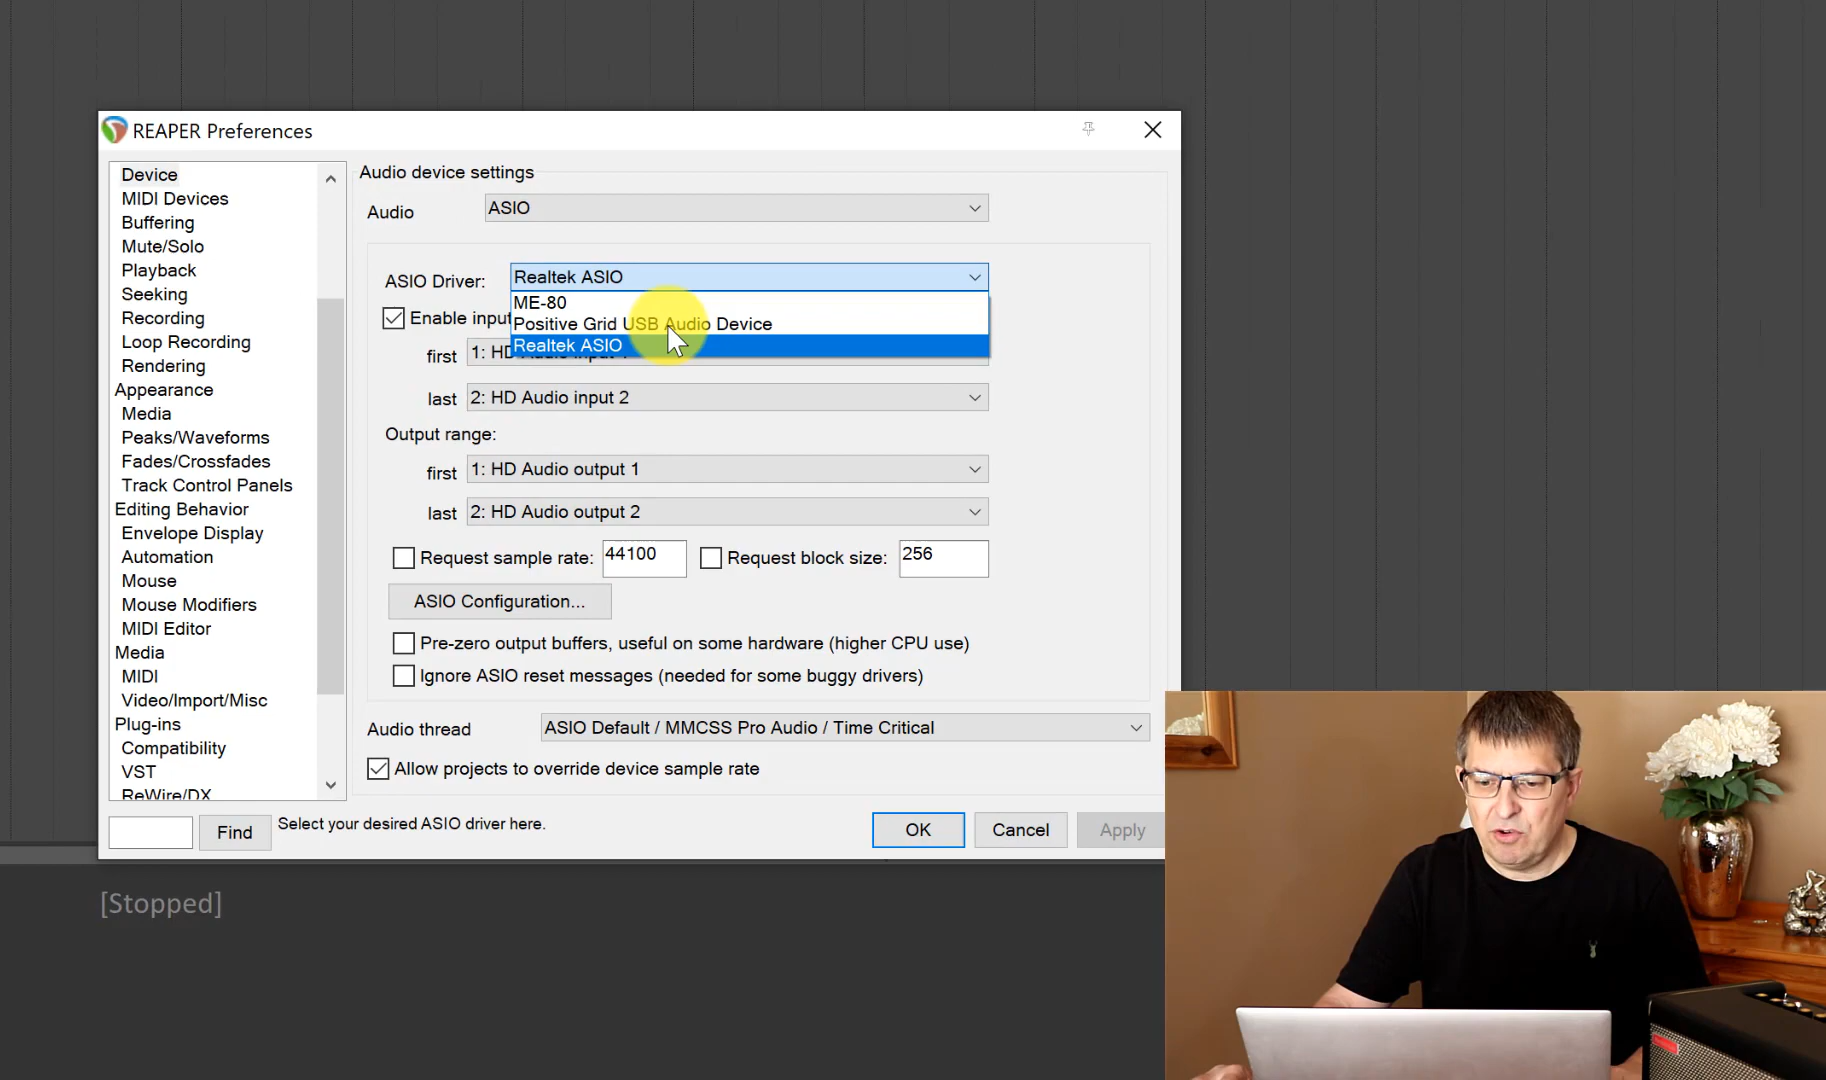 REAPER Preferences
Device
MIDI Devices
Buffering
Mute/Solo
Playback
Seeking
Recording
Loop Recording
Rendering
Appearance
Media
Peaks/Waveforms
Fades/Crossfades
Track Control Panels
Editing Behavior
Envelope Display
Automation
Mouse
Mouse Modifiers
MIDI Editor
Media
MIDI
Video/Import/Misc
Plug-ins
Compatibility
VST
ReWire/DX
Find
Audio device settings
Audio ASIO
ASIO Driver: Realtek ASIO
ME-80
Enable input
Positive Grid USB Audio Device
Realtek ASIO
first 1: HD Audio input 1
last 2: HD Audio input 2
Output range:
first 1: HD Audio output 1
last 2: HD Audio output 2
Request sample rate: 44100 Request block size: 256
ASIO Configuration...
Pre-zero output buffers, useful on some hardware (higher CPU use)
Ignore ASIO reset messages (needed for some buggy drivers)
Audio thread ASIO Default / MMCSS Pro Audio / Time Critical
Allow projects to override device sample rate
Select your desired ASIO driver here.
OK Cancel Apply
[Stopped]